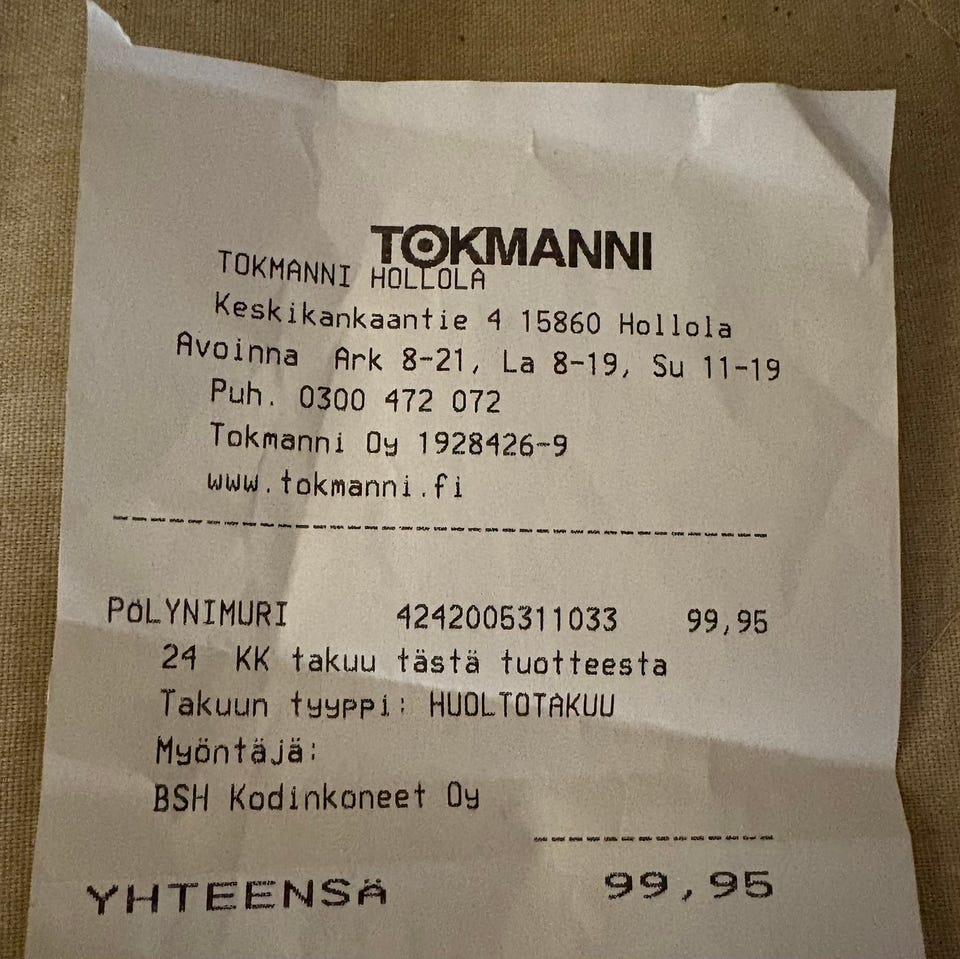 TOKMANNI
TOKMANNI HOLLOLA
Keskikankaantie 4 15860 Hollola
Avoinna Ark 8-21, La 8-19, Su 11-19
Puh. 0300 472 072
Tokmanni Oy 1928426-9
www.tokmanni.fi
PÖLYNIMURI 4242005311033 99,95
24 KK takuu tästä tuotteesta
Takuun tyyppi: HUOLTOTAKUU
Myöntäjä:
BSH Kodinkoneet Oy
YHTEENSÄ 99,95